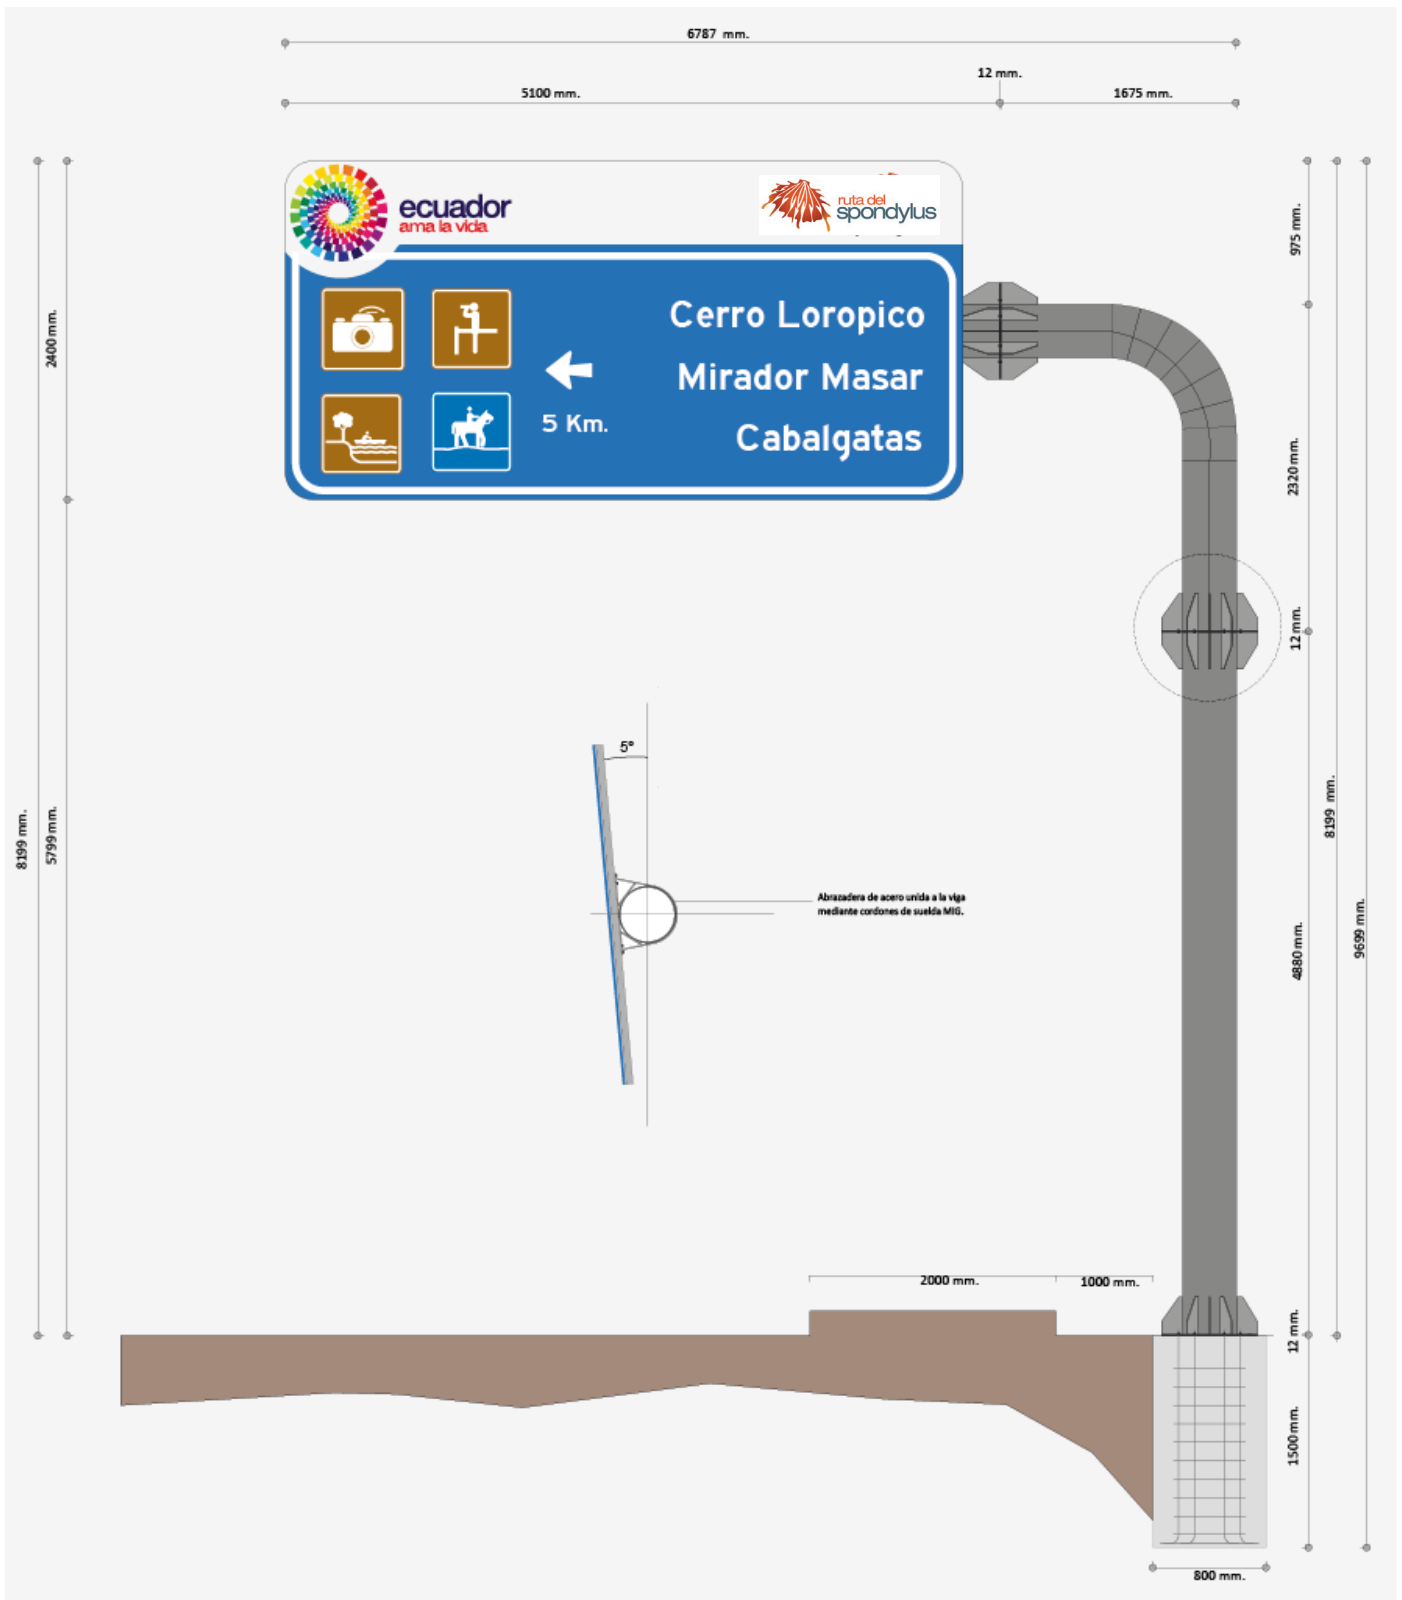 6787 mm.
12 mm.
5100 mm.
1675 mm.
ecuador
ama la vida
ruta del
spondylus
975 mm.
Cerro Loropico
2400 mm.
Mirador Masar
5 Km.
Cabalgatas
2320 mm.
12 mm.
5°
8199 mm.
5799 mm.
8199 mm.
Abrazadera de acero unida a la viga
mediante cordones de suelda MIG.
4880 mm.
9699 mm.
2000 mm.
1000 mm.
12 mm.
1500 mm.
800 mm.